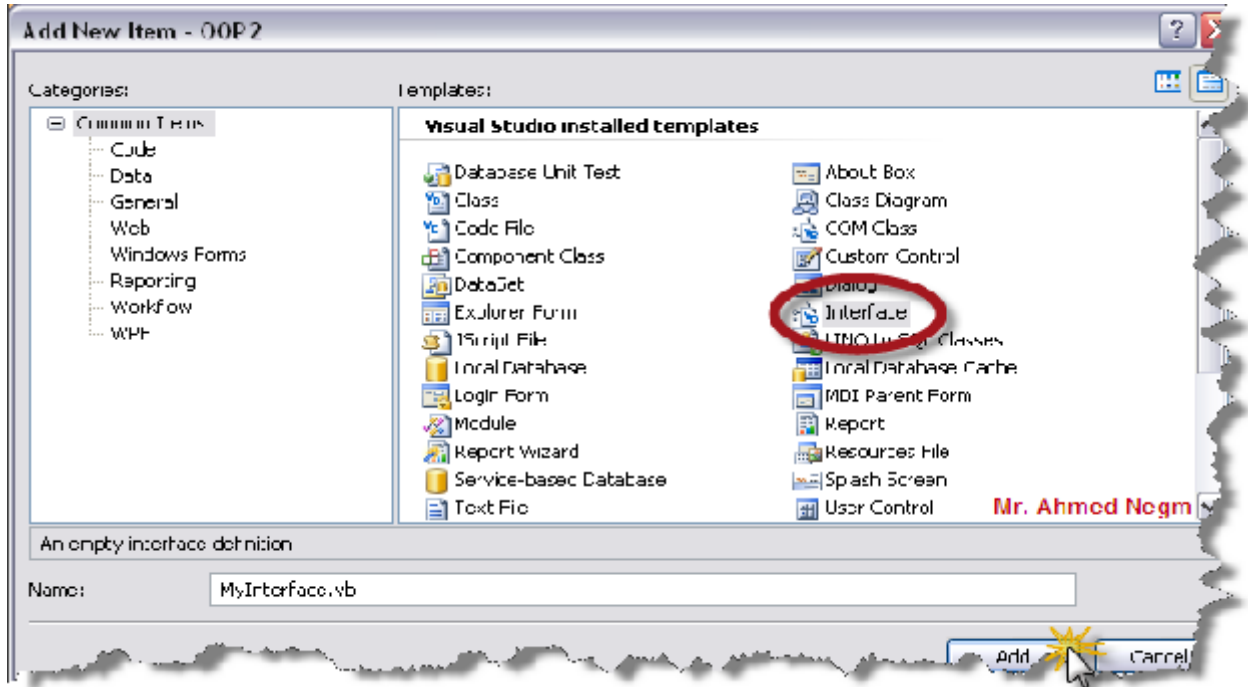 Add New Item - OOP2
Categories:
Templates:
Common Items
Code
Data
General
Web
Windows Forms
Reporting
Workflow
WPF
Visual Studio installed templates
Database Unit Test
About Box
Class
Class Diagram
Code File
COM Class
Component Class
Custom Control
DataSet
Dialog
Explorer Form
Interface
JScript File
LINQ to SQL Classes
Local Database
Local Database Cache
Login Form
MDI Parent Form
Module
Report
Report Wizard
Resources File
Service-based Database
Splash Screen
Text File
User Control
Mr. Ahmed Negm
An empty interface definition
Name:
MyInterface.vb
Add
Cancel